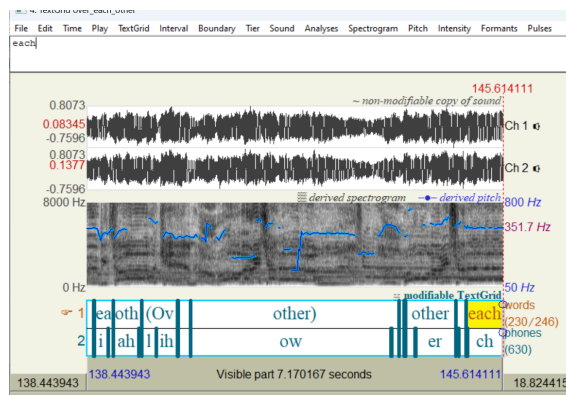 4. TextGrid over_each_other
File Edit Time Play TextGrid Interval Boundary Tier Sound Analyses Spectrogram Pitch Intensity Formants Pulses
each
145.614111
~ non-modifiable copy of sound
0.8073
0.08345
-0.7596
Ch 1
0.8073
0.1377
-0.7596
Ch 2
derived spectrogram derived pitch
8000 Hz
800 Hz
351.7 Hz
0 Hz
50 Hz
modifiable TextGrid
1 ea oth (Ov other) other each words
(230/246)
2 i ah l ih ow er ch phones
(630)
138.443943 138.443943 Visible part 7.170167 seconds 145.614111 18.824415